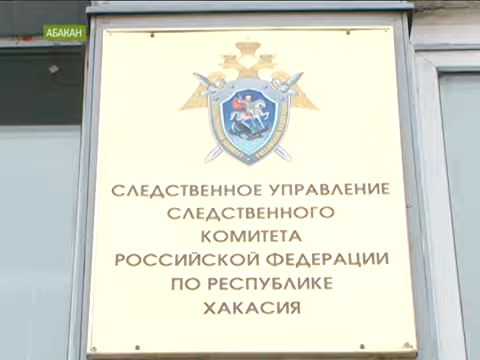 АБАКАН
СЛЕДСТВЕННОЕ УПРАВЛЕНИЕ
СЛЕДСТВЕННОГО
КОМИТЕТА
РОССИЙСКОЙ ФЕДЕРАЦИИ
ПО РЕСПУБЛИКЕ
ХАКАСИЯ